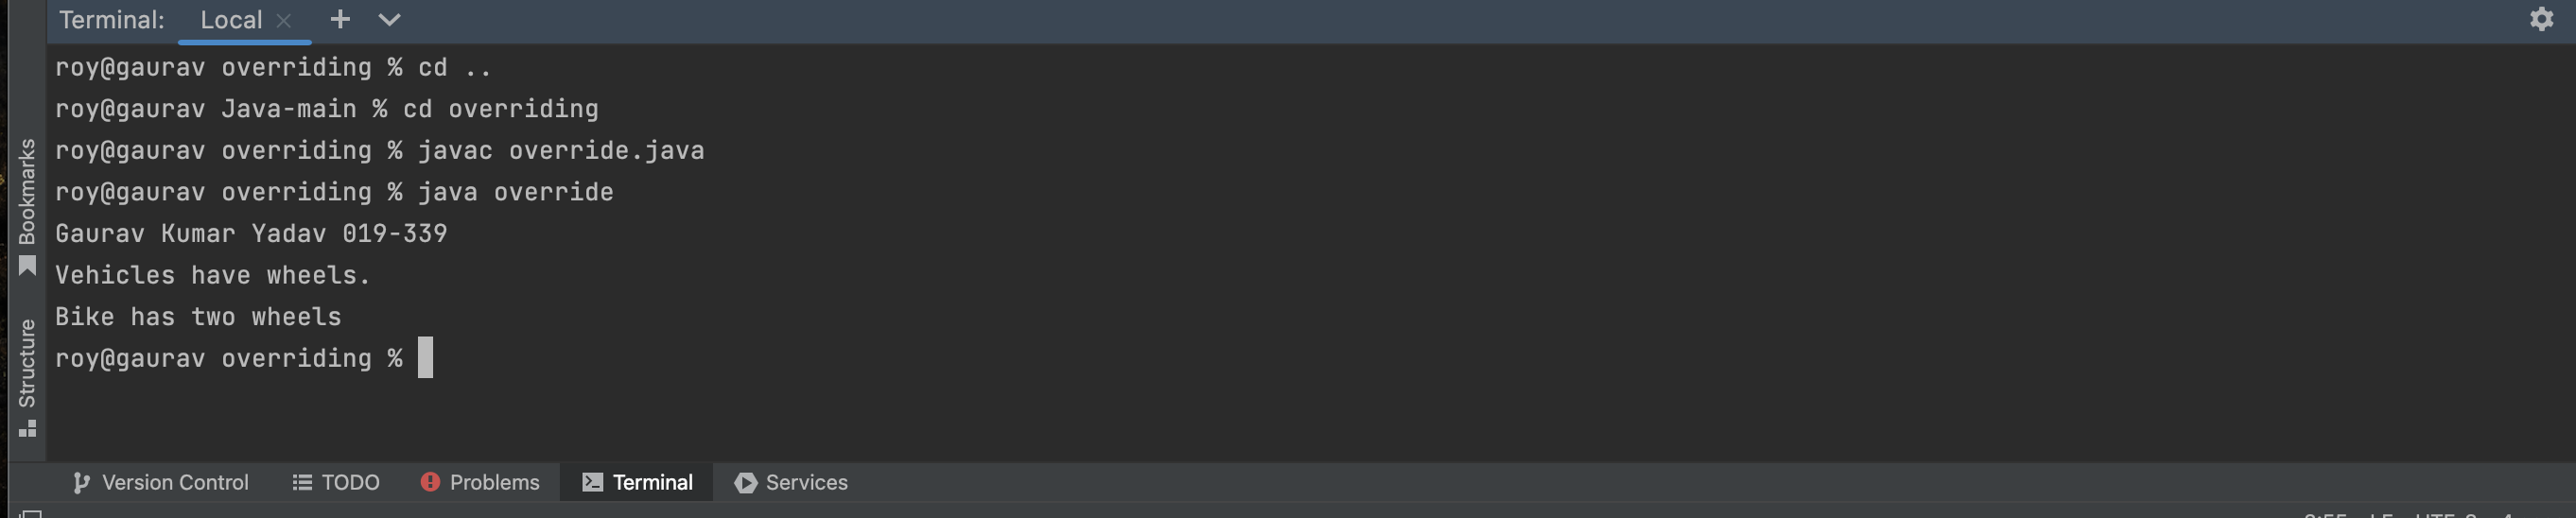 Terminal: Local
roy@gaurav overriding % cd ..
roy@gaurav Java-main % cd overriding
roy@gaurav overriding % javac override.java
roy@gaurav overriding % java override
Gaurav Kumar Yadav 019-339
Vehicles have wheels.
Bike has two wheels
roy@gaurav overriding %
Bookmarks
Structure
Version Control TODO Problems Terminal Services